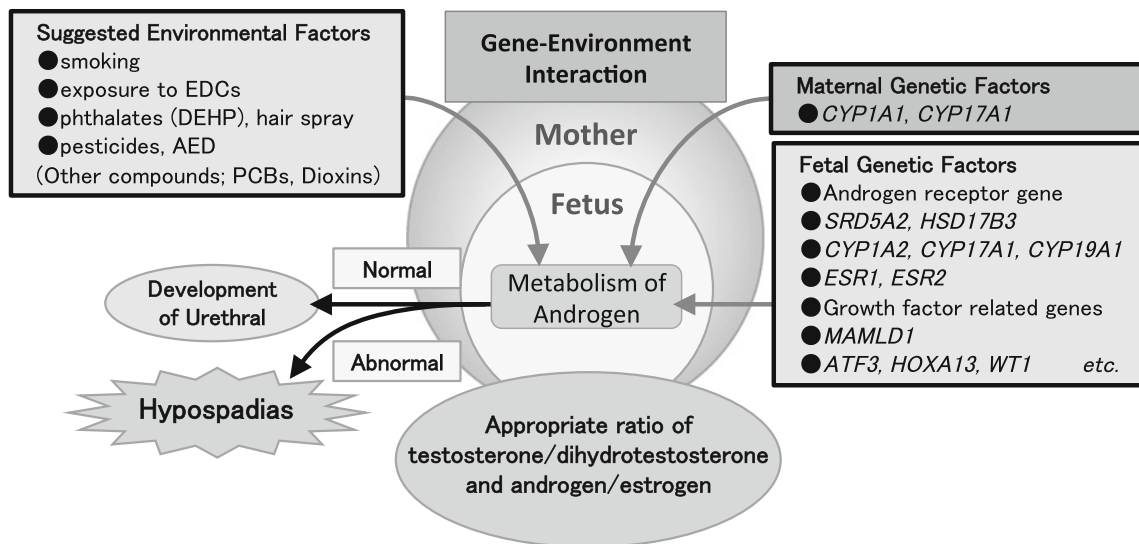 Suggested Environmental Factors
●smoking
●exposure to EDCs
●phthalates (DEHP), hair spray
●pesticides, AED
(Other compounds; PCBs, Dioxins)
Gene-Environment
Interaction
Maternal Genetic Factors
●CYP1A1, CYP17A1
Mother
Fetus
Fetal Genetic Factors
●Androgen receptor gene
●SRD5A2, HSD17B3
●CYP1A2, CYP17A1, CYP19A1
●ESR1, ESR2
●Growth factor related genes
●MAMLD1
●ATF3, HOXA13, WT1 etc.
Normal
Metabolism of
Androgen
Development
of Urethral
Abnormal
Hypospadias
Appropriate ratio of
testosterone/dihydrotestosterone
and androgen/estrogen